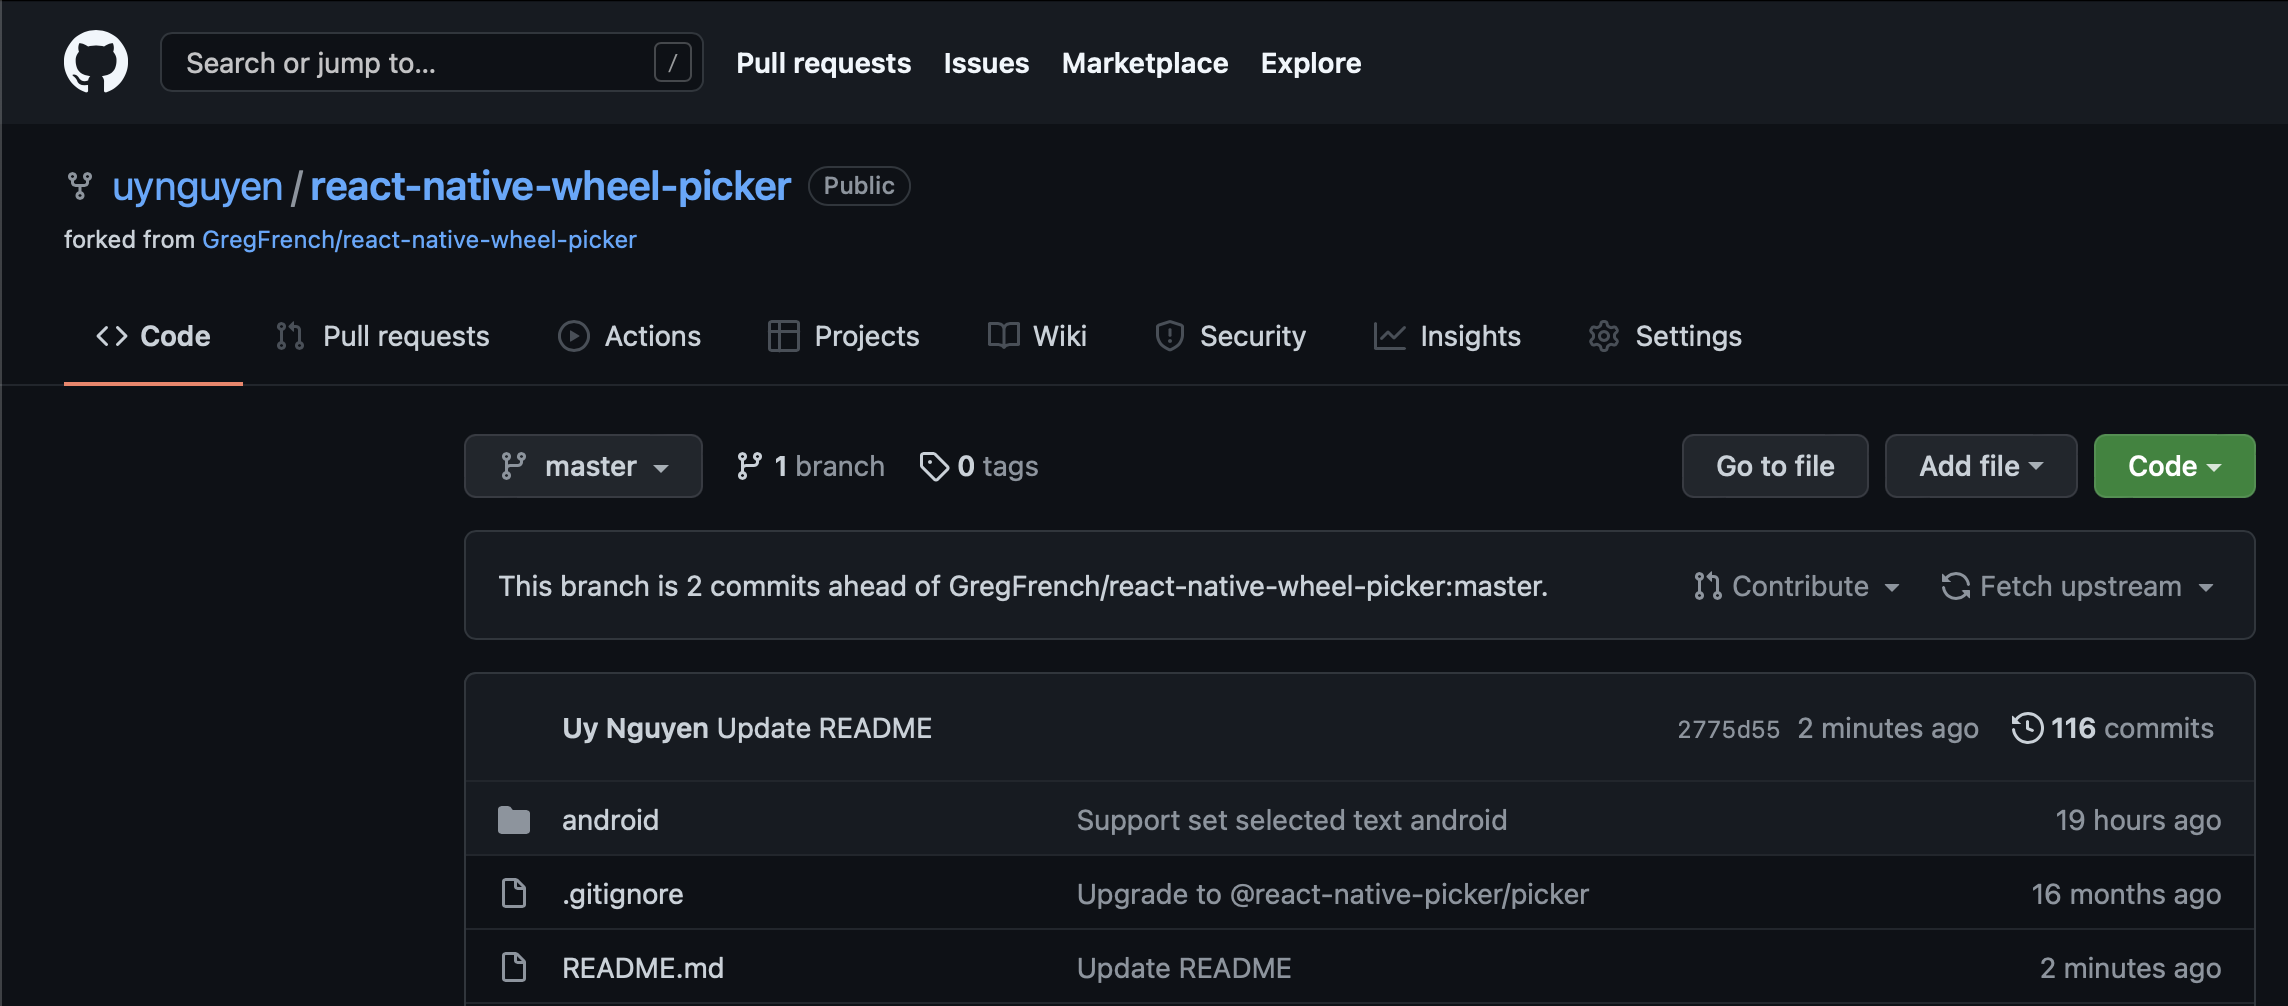 Search or jump to... / Pull requests Issues Marketplace Explore
uynguyen / react-native-wheel-picker Public
forked from GregFrench/react-native-wheel-picker
Code Pull requests Actions Projects Wiki Security Insights Settings
master 1 branch 0 tags Go to file Add file Code
This branch is 2 commits ahead of GregFrench/react-native-wheel-picker:master. Contribute Fetch upstream
Uy Nguyen Update README 2775d55 2 minutes ago 116 commits
android Support set selected text android 19 hours ago
.gitignore Upgrade to @react-native-picker/picker 16 months ago
README.md Update README 2 minutes ago